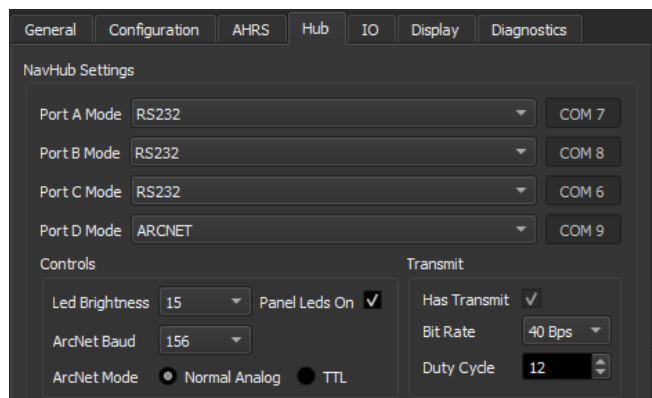 General Configuration AHRS Hub IO Display Diagnostics
NavHub Settings
Port A Mode RS232 COM 7
Port B Mode RS232 COM 8
Port C Mode RS232 COM 6
Port D Mode ARCNET COM 9
Controls Transmit
Led Brightness 15 Panel Leds On Has Transmit
ArcNet Baud 156 Bit Rate 40 Bps
ArcNet Mode Normal Analog TTL Duty Cycle 12